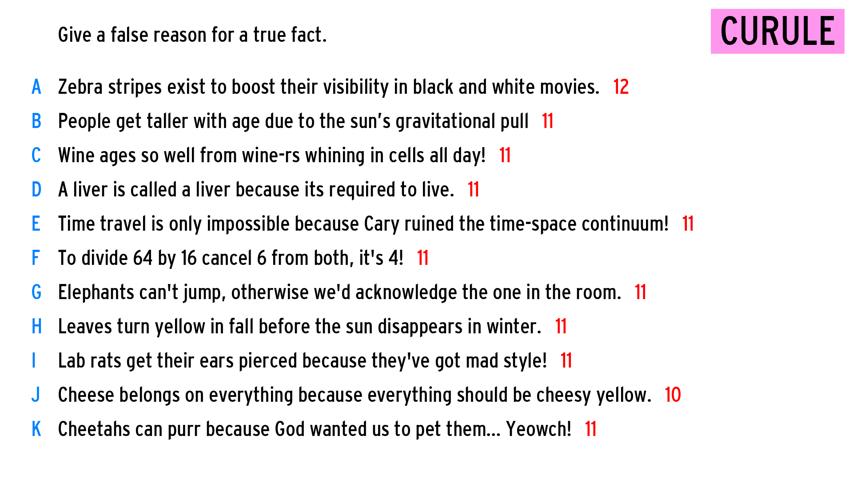 Give a false reason for a true fact.
CURULE
A Zebra stripes exist to boost their visibility in black and white movies. 12
B People get taller with age due to the sun's gravitational pull 11
C Wine ages so well from wine-rs whining in cells all day! 11
D A liver is called a liver because its required to live. 11
E Time travel is only impossible because Cary ruined the time-space continuum! 11
F To divide 64 by 16 cancel 6 from both, it's 4! 11
G Elephants can't jump, otherwise we'd acknowledge the one in the room. 11
H Leaves turn yellow in fall before the sun disappears in winter. 11
I Lab rats get their ears pierced because they've got mad style! 11
J Cheese belongs on everything because everything should be cheesy yellow. 10
K Cheetahs can purr because God wanted us to pet them... Yeowch! 11